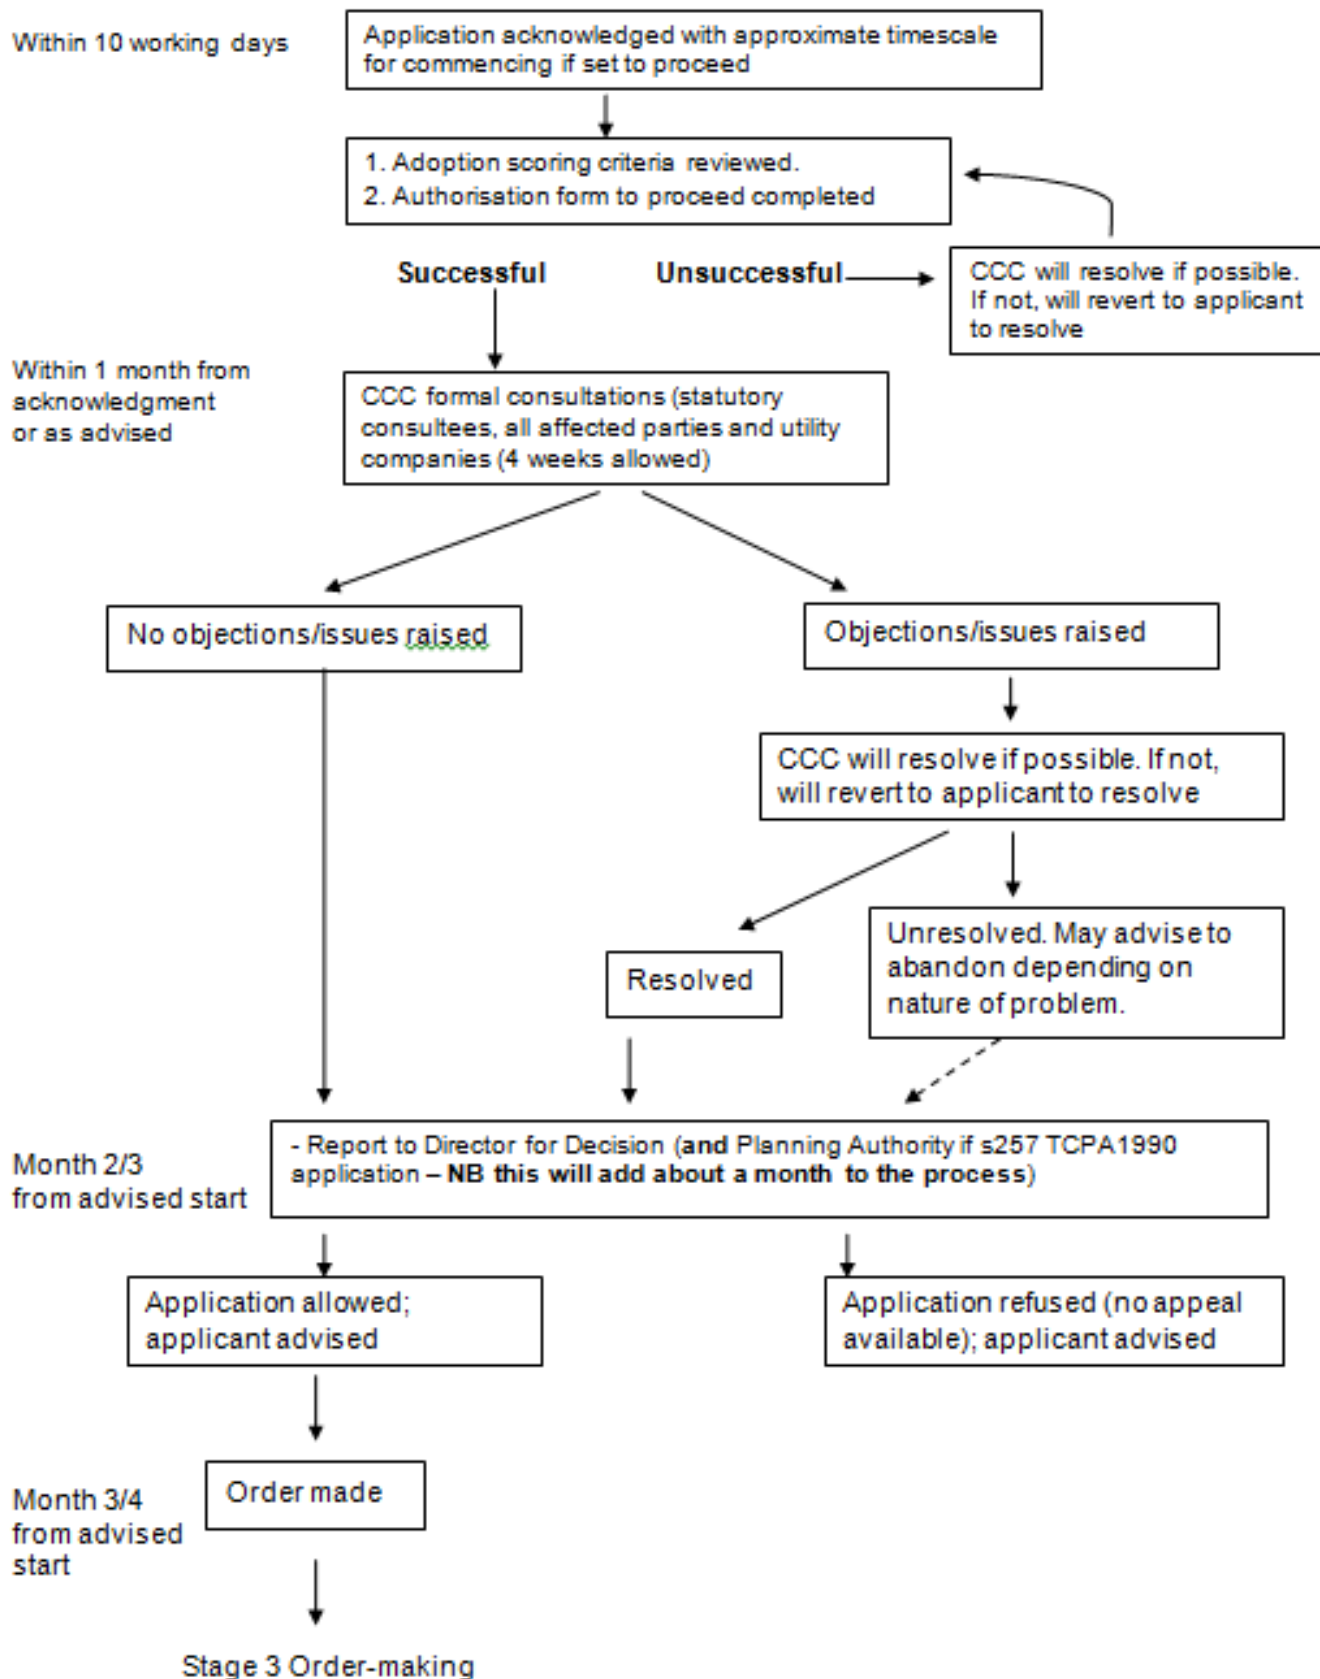 Within 10 working days
Application acknowledged with approximate timescale
for commencing if set to proceed
1. Adoption scoring criteria reviewed.
2. Authorisation form to proceed completed
Successful
Unsuccessful
CCC will resolve if possible.
If not, will revert to applicant
to resolve
Within 1 month from
acknowledgment
or as advised
CCC formal consultations (statutory
consultees, all affected parties and utility
companies (4 weeks allowed)
No objections/issues raised
Objections/issues raised
CCC will resolve if possible. If not,
will revert to applicant to resolve
Resolved
Unresolved. May advise to
abandon depending on
nature of problem.
Month 2/3
from advised start
- Report to Director for Decision (and Planning Authority if s257 TCPA1990
application – NB this will add about a month to the process)
Application allowed;
applicant advised
Application refused (no appeal
available); applicant advised
Month 3/4
from advised
start
Order made
Stage 3 Order-making